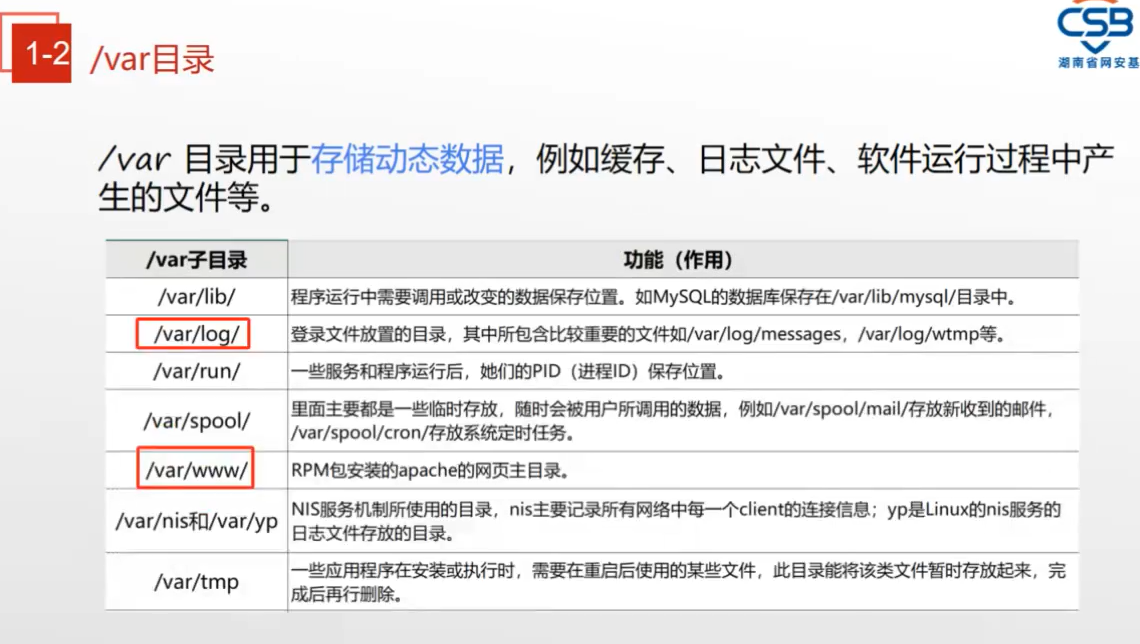 1-2
/var目录
CSB
湖南省网安基
/var 目录用于存储动态数据，例如缓存、日志文件、软件运行过程中产
生的文件等。
/var子目录
功能（作用）
/var/lib/
程序运行中需要调用或改变的数据保存位置。如MySQL的数据库保存在/var/lib/mysql/目录中。
/var/log/
登录文件放置的目录，其中所包含比较重要的文件如/var/log/messages，/var/log/wtmp等。
/var/run/
一些服务和程序运行后，她们的PID（进程ID）保存位置。
/var/spool/
里面主要都是一些临时存放，随时会被用户所调用的数据，例如/var/spool/mail/存放新收到的邮件，
/var/spool/cron/存放系统定时任务。
/var/www/
RPM包安装的apache的网页主目录。
/var/nis和/var/yp
NIS服务机制所使用的目录，nis主要记录所有网络中每一个client的连接信息；yp是Linux的nis服务的
日志文件存放的目录。
/var/tmp
一些应用程序在安装或执行时，需要在重启后使用的某些文件，此目录能将该类文件暂时存放起来，完
成后再行删除。